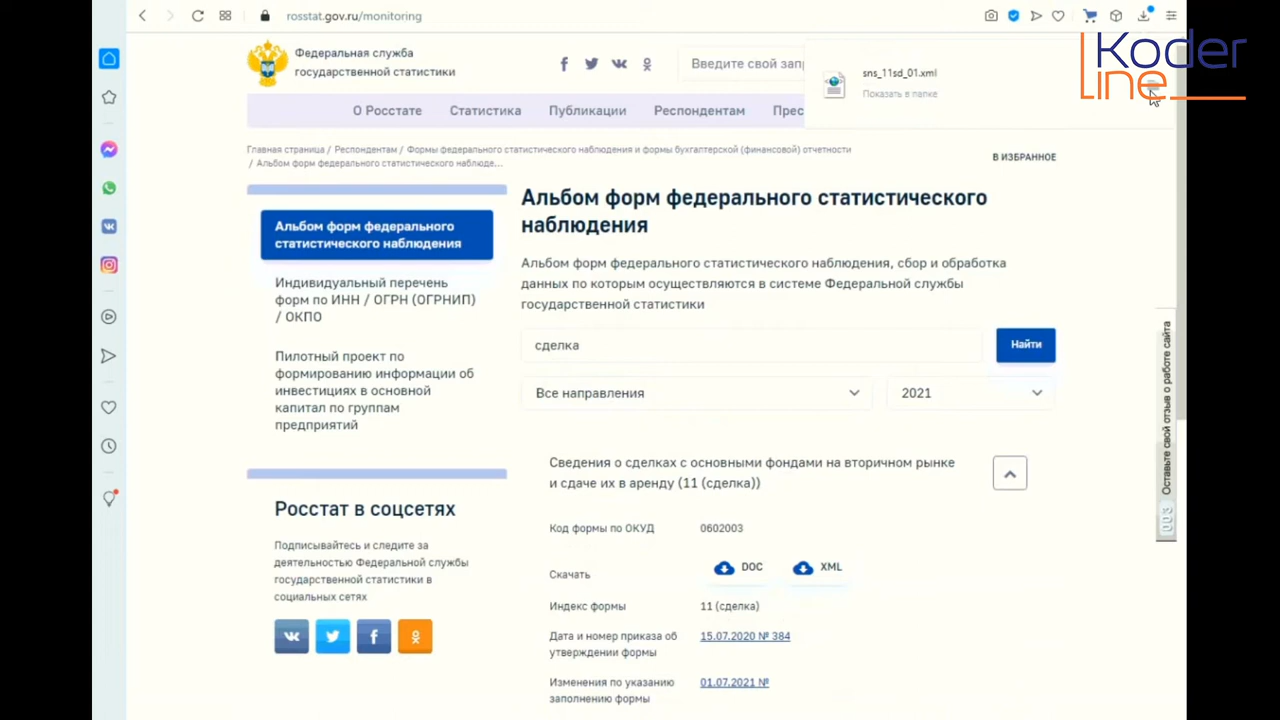 rosstat.gov.ru/monitoring
Koder
line
Федеральная служба
государственной статистики
Введите свой зап
sns_11sd_01.xml
Показать в папке
О Росстате Статистика Публикации Респондентам Прес
Главная страница / Респондентам / Формы федерального статистического наблюдения и формы бухгалтерской (финансовой) отчетности
/ Альбом форм федерального статистического наблюде...
В ИЗБРАННОЕ
Альбом форм федерального
статистического наблюдения
Индивидуальный перечень
форм по ИНН / ОГРН (ОГРНИП)
/ ОКПО
Пилотный проект по
формированию информации об
инвестициях в основной
капитал по группам
предприятий
Росстат в соцсетях
Подписывайтесь и следите за
деятельностью Федеральной службы
государственной статистики в
социальных сетях
Альбом форм федерального статистического
наблюдения
Альбом форм федерального статистического наблюдения, сбор и обработка
данных по которым осуществляются в системе Федеральной службы
государственной статистики
сделка
Найти
Все направления
2021
Сведения о сделках с основными фондами на вторичном рынке
и сдаче их в аренду (11 (сделка))
Код формы по ОКУД 0602003
Скачать DOC XML
Индекс формы 11 (сделка)
Дата и номер приказа об
утверждении формы
15.07.2020 № 384
Изменения по указанию
заполнению формы
01.07.2021 №
Оставьте свой отзыв о работе сайта